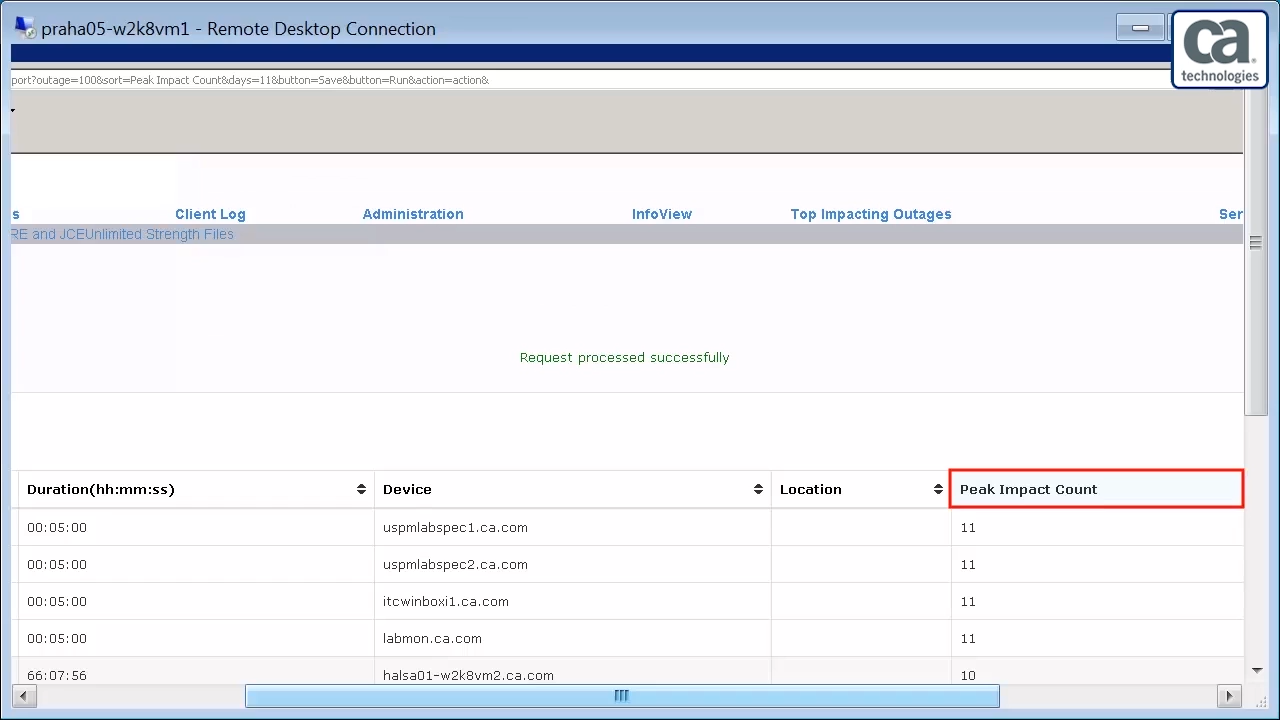 praha05-w2k8vm1 - Remote Desktop Connection
ca
technologies
port?outage=100&sort=Peak Impact Count&days=11&button=Save&button=Run&action=action&
s Client Log Administration InfoView Top Impacting Outages Ser
RE and JCEUnlimited Strength Files
Request processed successfully
Duration(hh:mm:ss) Device Location Peak Impact Count
00:05:00 uspmlabspec1.ca.com 11
00:05:00 uspmlabspec2.ca.com 11
00:05:00 itcwinboxi1.ca.com 11
00:05:00 labmon.ca.com 11
66:07:56 halsa01-w2k8vm2.ca.com 10